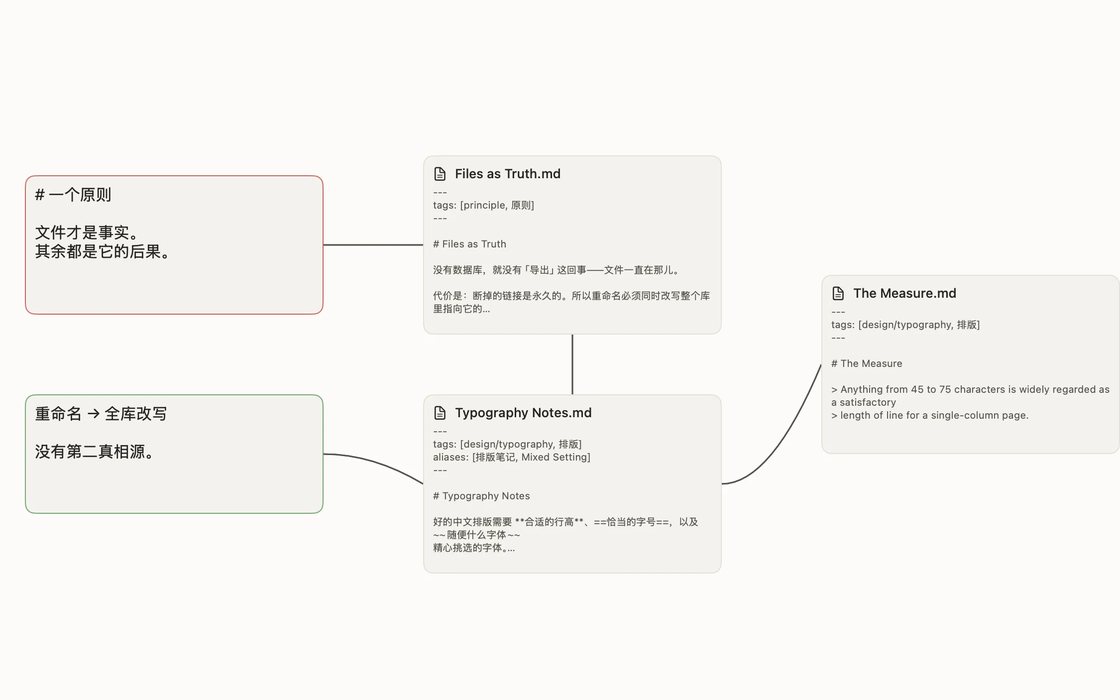 # 一个原则
文件才是事实。
其余都是它的后果。
Files as Truth.md
---
tags: [principle, 原则]
---
# Files as Truth
没有数据库，就没有「导出」这回事——文件一直在那儿。
代价是：断掉的链接是永久的。所以重命名必须同时改写整个库
里指向它的...
重命名 → 全库改写
没有第二真相源。
Typography Notes.md
---
tags: [design/typography, 排版]
aliases: [排版笔记, Mixed Setting]
---
# Typography Notes
好的中文排版需要 **合适的行高**、==恰当的字号==，以及
~~随便什么字体~~
精心挑选的字体。...
The Measure.md
---
tags: [design/typography, 排版]
---
# The Measure
> Anything from 45 to 75 characters is widely regarded as
a satisfactory
> length of line for a single-column page.